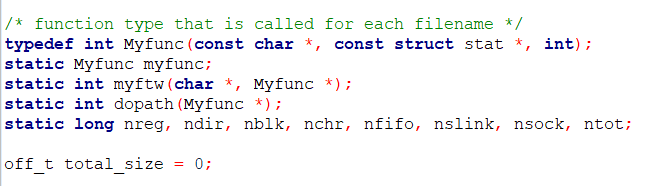 /* function type that is called for each filename */
typedef int Myfunc(const char *, const struct stat *, int);
static Myfunc myfunc;
static int myftw(char *, Myfunc *);
static int dopath(Myfunc *);
static long nreg, ndir, nblk, nchr, nfifo, nslink, nsock, ntot;
off_t total_size = 0;